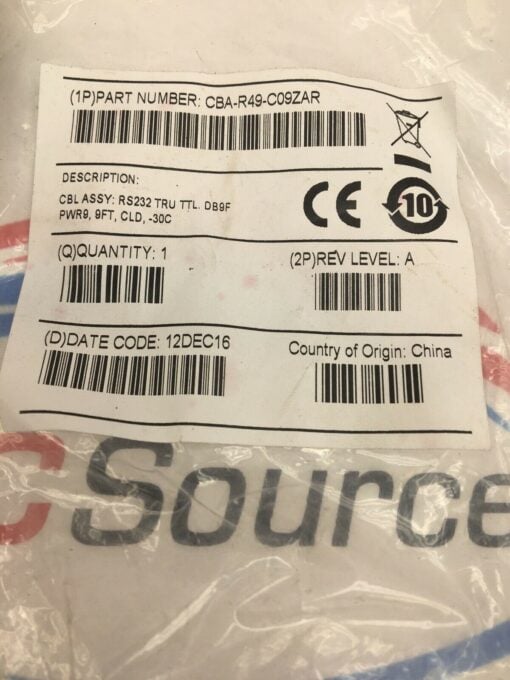 (1P)PART NUMBER: CBA-R49-C09ZAR
DESCRIPTION:
CBL ASSY: RS232 TRU TTL. DB9F
PWR9, 9FT, CLD, -30C
CE
10
(Q)QUANTITY: 1
(2P)REV LEVEL: A
(D)DATE CODE: 12DEC16
Country of Origin: China
cSource